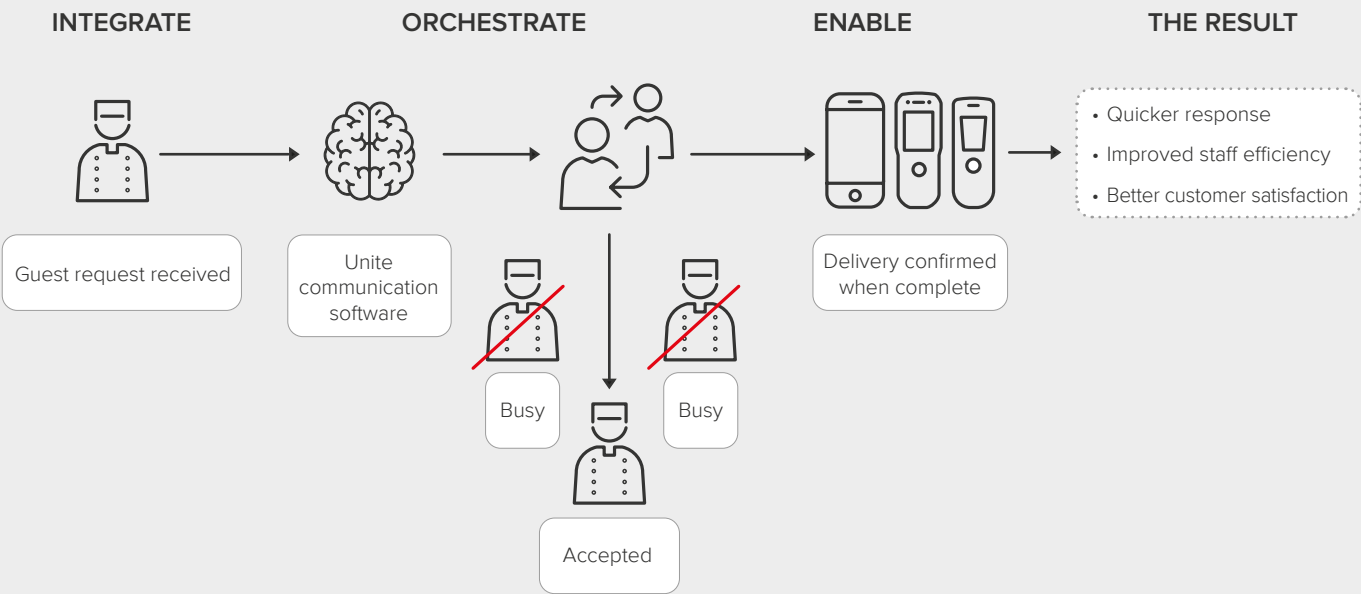 INTEGRATE
ORCHESTRATE
ENABLE
THE RESULT
Guest request received
Unite
communication
software
Busy
Busy
Accepted
Delivery confirmed
when complete
• Quicker response
• Improved staff efficiency
• Better customer satisfaction